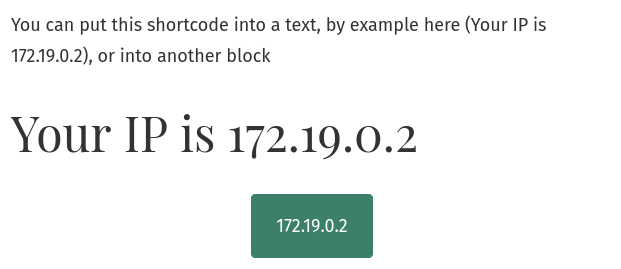 You can put this shortcode into a text, by example here (Your IP is
172.19.0.2), or into another block
Your IP is 172.19.0.2
172.19.0.2